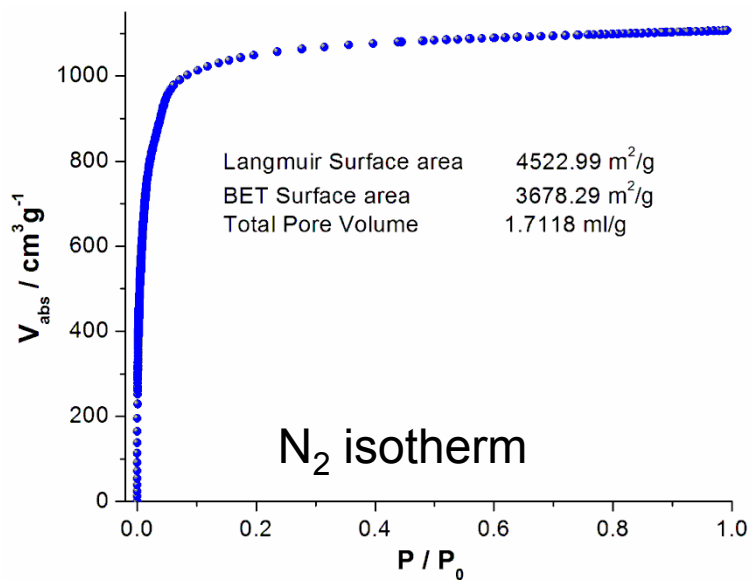 V_abs / cm³g⁻¹
1000
800
600
400
200
0
Langmuir Surface area 4522.99 m²/g
BET Surface area 3678.29 m²/g
Total Pore Volume 1.7118 ml/g
N₂ isotherm
0.0 0.2 0.4 0.6 0.8 1.0
P / P₀